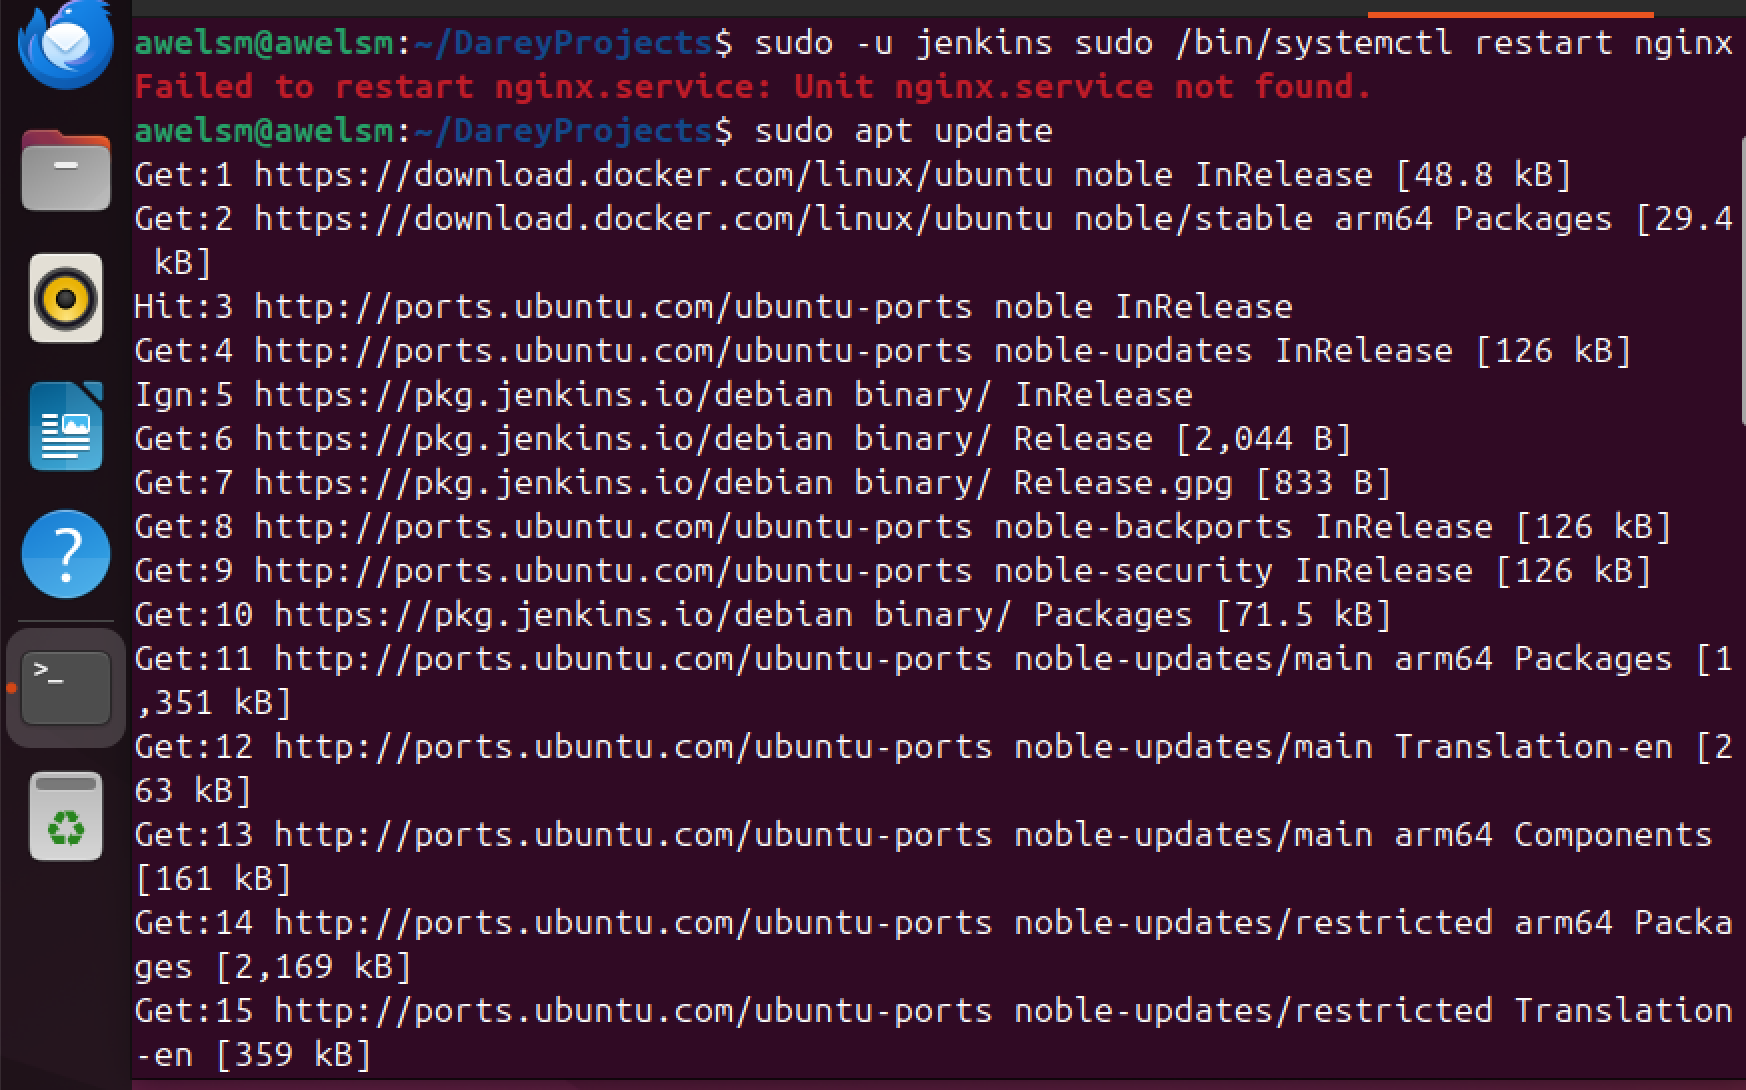 awelsm@awelsm:~/DareyProjects$ sudo -u jenkins sudo /bin/systemctl restart nginx
Failed to restart nginx.service: Unit nginx.service not found.
awelsm@awelsm:~/DareyProjects$ sudo apt update
Get:1 https://download.docker.com/linux/ubuntu noble InRelease [48.8 kB]
Get:2 https://download.docker.com/linux/ubuntu noble/stable arm64 Packages [29.4
 kB]
Hit:3 http://ports.ubuntu.com/ubuntu-ports noble InRelease
Get:4 http://ports.ubuntu.com/ubuntu-ports noble-updates InRelease [126 kB]
Ign:5 https://pkg.jenkins.io/debian binary/ InRelease
Get:6 https://pkg.jenkins.io/debian binary/ Release [2,044 B]
Get:7 https://pkg.jenkins.io/debian binary/ Release.gpg [833 B]
Get:8 http://ports.ubuntu.com/ubuntu-ports noble-backports InRelease [126 kB]
Get:9 http://ports.ubuntu.com/ubuntu-ports noble-security InRelease [126 kB]
Get:10 https://pkg.jenkins.io/debian binary/ Packages [71.5 kB]
Get:11 http://ports.ubuntu.com/ubuntu-ports noble-updates/main arm64 Packages [1
,351 kB]
Get:12 http://ports.ubuntu.com/ubuntu-ports noble-updates/main Translation-en [2
63 kB]
Get:13 http://ports.ubuntu.com/ubuntu-ports noble-updates/main arm64 Components
[161 kB]
Get:14 http://ports.ubuntu.com/ubuntu-ports noble-updates/restricted arm64 Packa
ges [2,169 kB]
Get:15 http://ports.ubuntu.com/ubuntu-ports noble-updates/restricted Translation
-en [359 kB]